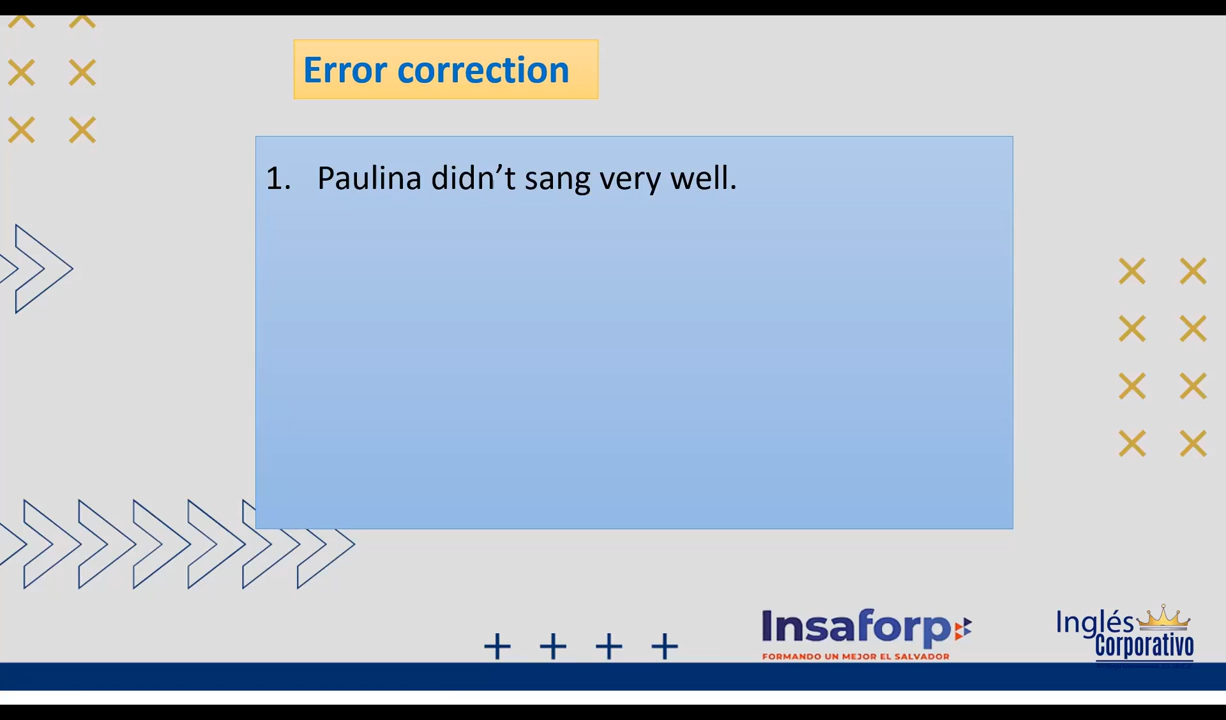 Error correction
1. Paulina didn’t sang very well.
Insaforp
FORMANDO UN MEJOR EL SALVADOR
Inglés
Corporativo